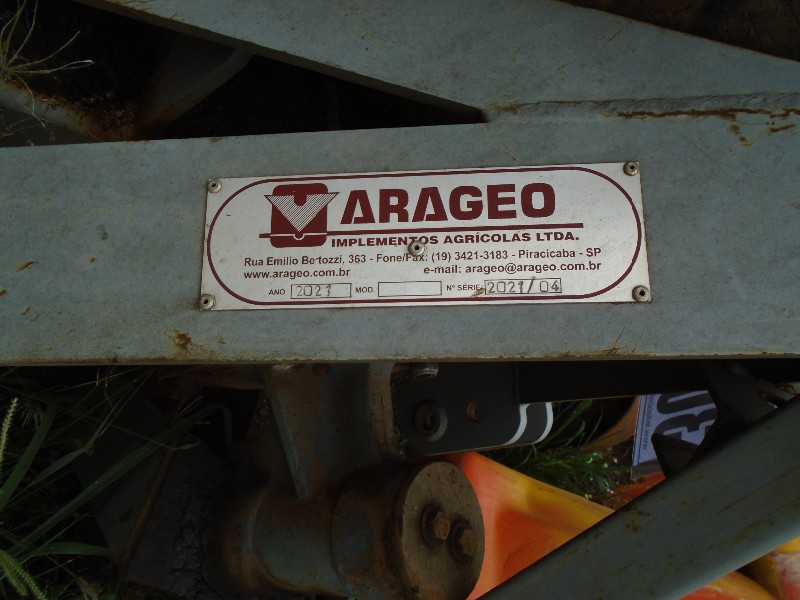 ARAGEO
IMPLEMENTOS AGRÍCOLAS LTDA.
Rua Emilio Bertozzi, 363 - Fone/Fax: (19) 3421-3183 - Piracicaba - SP
www.arageo.com.br e-mail: arageo@arageo.com.br
ANO 2021 MOD. N° SÉRIE 2021/04
30